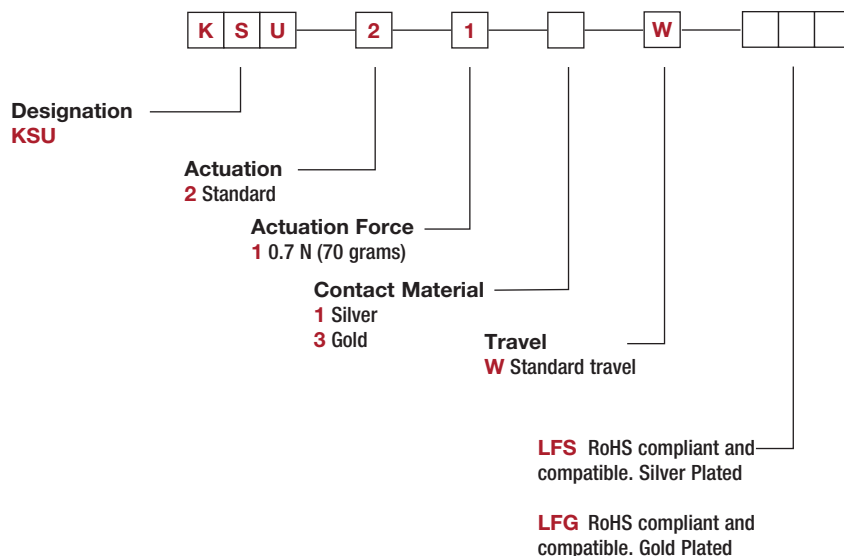 K S U 2 1 W
Designation
KSU
Actuation
2 Standard
Actuation Force
1 0.7 N (70 grams)
Contact Material
1 Silver
3 Gold
Travel
W Standard travel
LFS RoHS compliant and
compatible. Silver Plated
LFG RoHS compliant and
compatible. Gold Plated